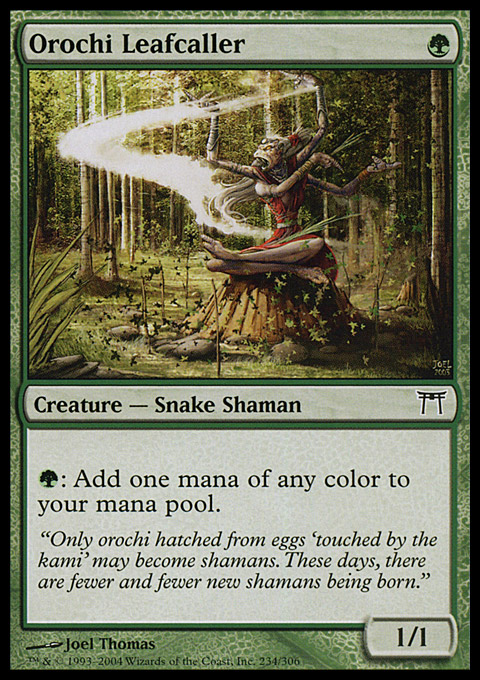 Orochi Leafcaller
JOEL
2003
Creature — Snake Shaman
: Add one mana of any color to
your mana pool.
“Only orochi hatched from eggs ‘touched by the
kami’ may become shamans. These days, there
are fewer and fewer new shamans being born.”
Joel Thomas
1/1
™ & © 1993–2004 Wizards of the Coast, Inc. 234/306